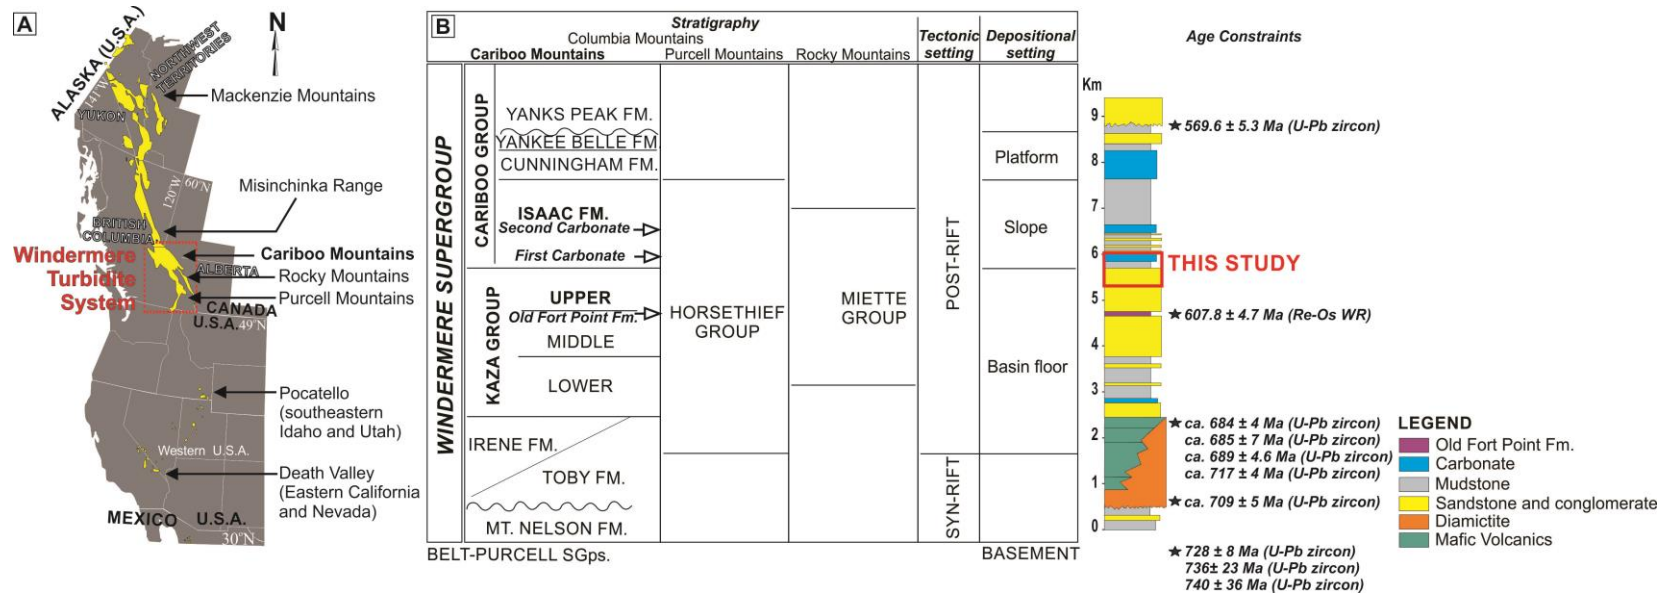 A
N
ALASKA (U.S.A.)
NORTHWEST
TERRITORIES
141°W
YUKON
Mackenzie Mountains
Misinchinka Range
120°W
60°N
BRITISH
COLUMBIA
Windermere
Turbidite
System
Cariboo Mountains
ALBERTA
Rocky Mountains
Purcell Mountains
CANADA
U.S.A. 49°N
Pocatello
(southeastern
Idaho and Utah)
Western U.S.A.
Death Valley
(Eastern California
and Nevada)
MEXICO U.S.A.
30°N
B
Stratigraphy
Columbia Mountains
Cariboo Mountains
Purcell Mountains
Rocky Mountains
Tectonic
setting
Depositional
setting
Age Constraints
WINDERMERE SUPERGROUP
CARIBOO GROUP
YANKS PEAK FM.
YANKEE BELLE FM.
CUNNINGHAM FM.
ISAAC FM.
Second Carbonate
First Carbonate
KAZA GROUP
UPPER
Old Fort Point Fm.
MIDDLE
LOWER
IRENE FM.
TOBY FM.
MT. NELSON FM.
BELT-PURCELL SGps.
HORSETHIEF
GROUP
MIETTE
GROUP
POST-RIFT
SYN-RIFT
Platform
Slope
Basin floor
BASEMENT
Km
9
8
7
6
5
4
3
2
1
0
569.6 ± 5.3 Ma (U-Pb zircon)
THIS STUDY
607.8 ± 4.7 Ma (Re-Os WR)
ca. 684 ± 4 Ma (U-Pb zircon)
ca. 685 ± 7 Ma (U-Pb zircon)
ca. 689 ± 4.6 Ma (U-Pb zircon)
ca. 717 ± 4 Ma (U-Pb zircon)
ca. 709 ± 5 Ma (U-Pb zircon)
728 ± 8 Ma (U-Pb zircon)
736± 23 Ma (U-Pb zircon)
740 ± 36 Ma (U-Pb zircon)
LEGEND
Old Fort Point Fm.
Carbonate
Mudstone
Sandstone and conglomerate
Diamictite
Mafic Volcanics